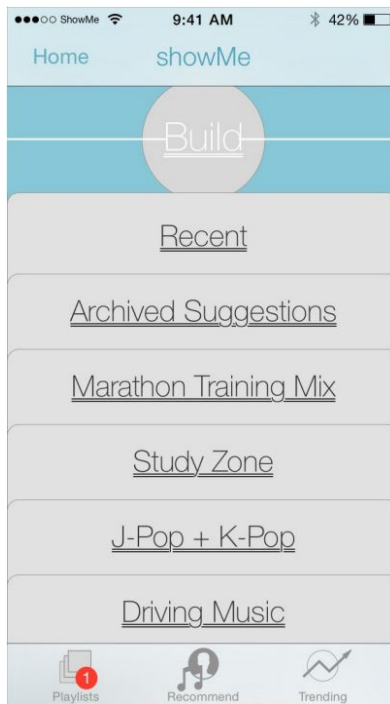 ShowMe 9:41 AM 42%
Home showMe
Build
Recent
Archived Suggestions
Marathon Training Mix
Study Zone
J-Pop + K-Pop
Driving Music
1
Playlists Recommend Trending